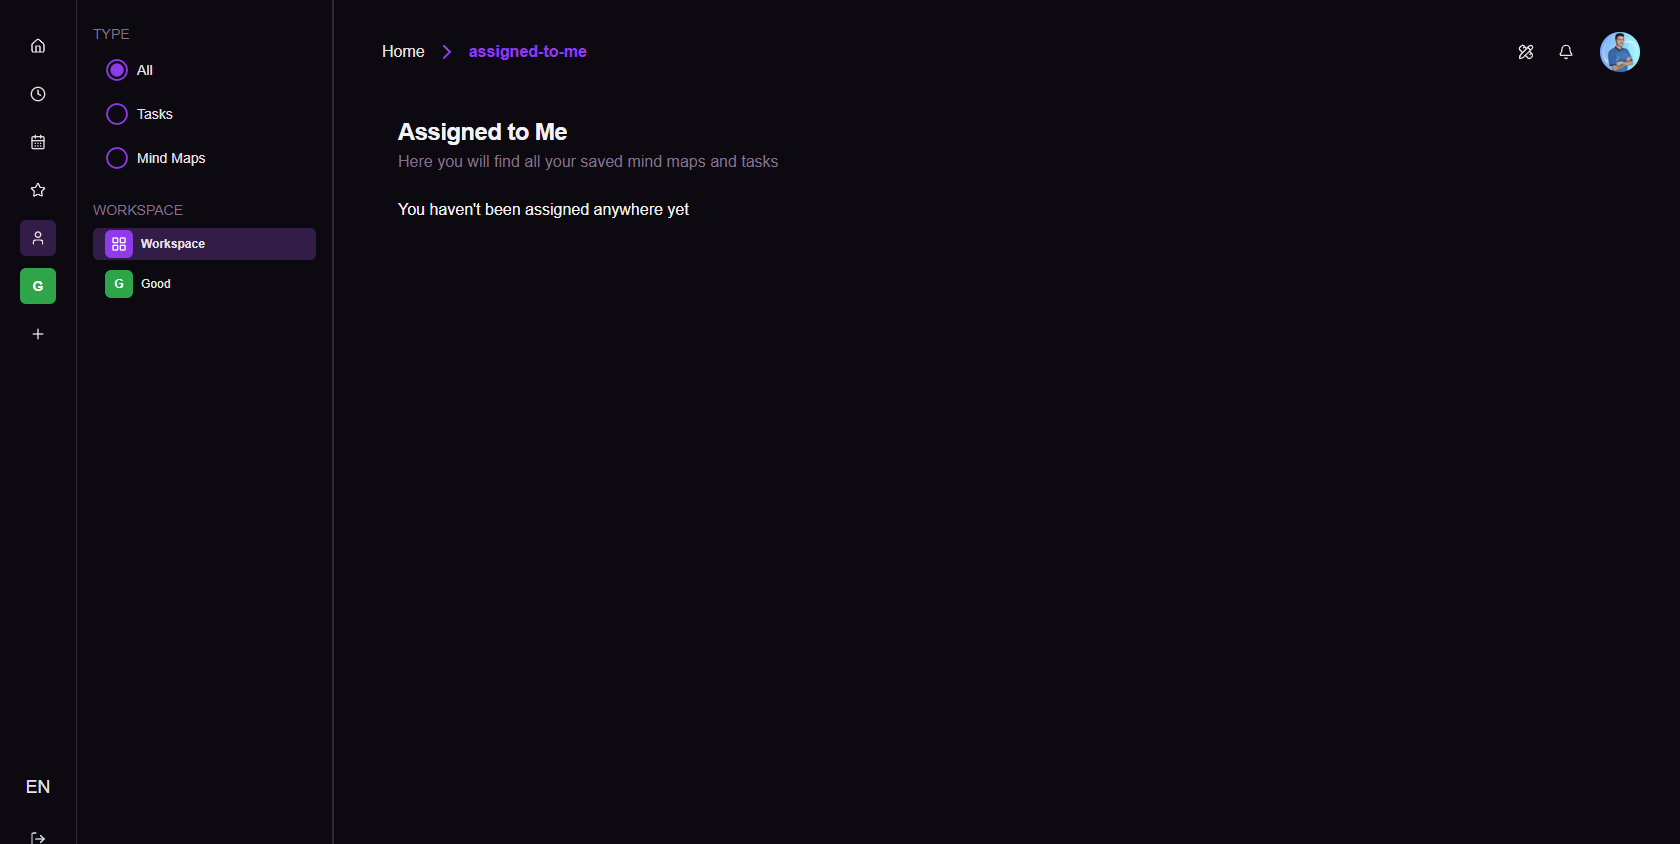 TYPE
All
Tasks
Mind Maps
WORKSPACE
Workspace
G
G Good
EN
Home
assigned-to-me
Assigned to Me
Here you will find all your saved mind maps and tasks
You haven't been assigned anywhere yet